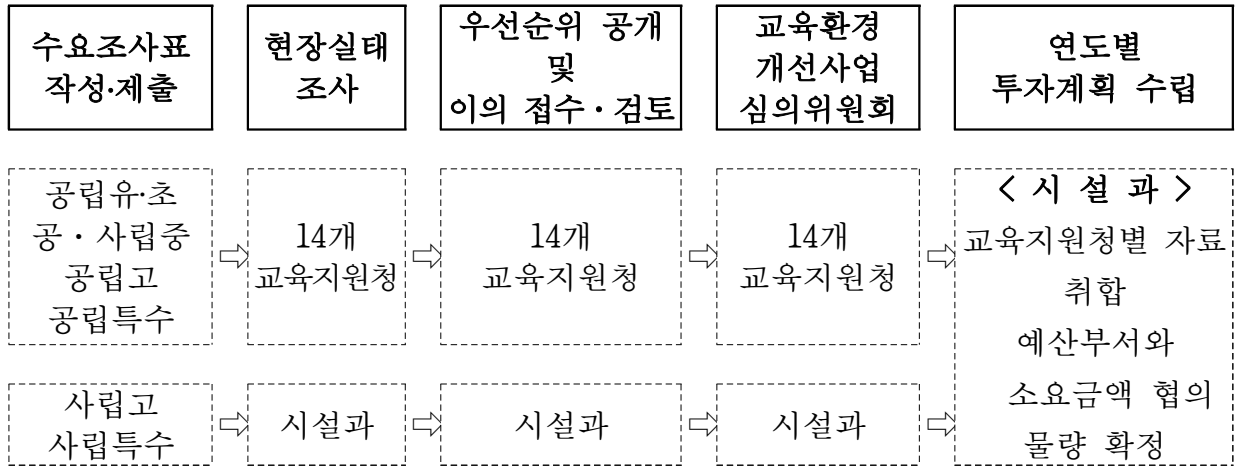 수요조사표
작성·제출
현장실태
조사
우선순위 공개
및
이의 접수·검토
교육환경
개선사업
심의위원회
연도별
투자계획 수립
공립유·초
공·사립중
공립고
공립특수
⇨
14개
교육지원청
⇨
14개
교육지원청
⇨
14개
교육지원청
⇨
< 시 설 과 >
교육지원청별 자료
취합
예산부서와
소요금액 협의
물량 확정
사립고
사립특수
⇨
시설과
⇨
시설과
⇨
시설과
⇨